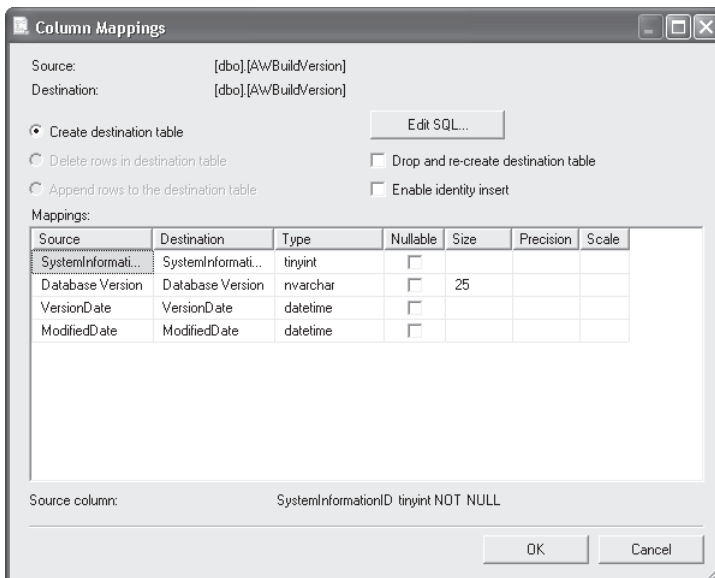 Column Mappings
Source: [dbo].[AWBuildVersion]
Destination: [dbo].[AWBuildVersion]
Create destination table
Edit SQL...
Delete rows in destination table
Drop and re-create destination table
Append rows to the destination table
Enable identity insert
Mappings:
Source Destination Type Nullable Size Precision Scale
SystemInformati... SystemInformati... tinyint
Database Version Database Version nvarchar 25
VersionDate VersionDate datetime
ModifiedDate ModifiedDate datetime
Source column: SystemInformationID tinyint NOT NULL
OK Cancel